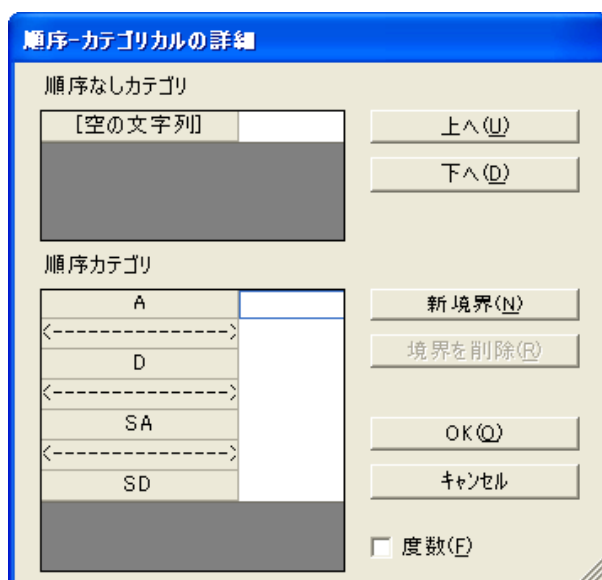 順序-カテゴリカルの詳細
順序なしカテゴリ
[空の文字列]
上へ(U)
下へ(D)
順序カテゴリ
A
<--------------->
D
<--------------->
SA
<--------------->
SD
新境界(N)
境界を削除(R)
OK(O)
キャンセル
度数(F)